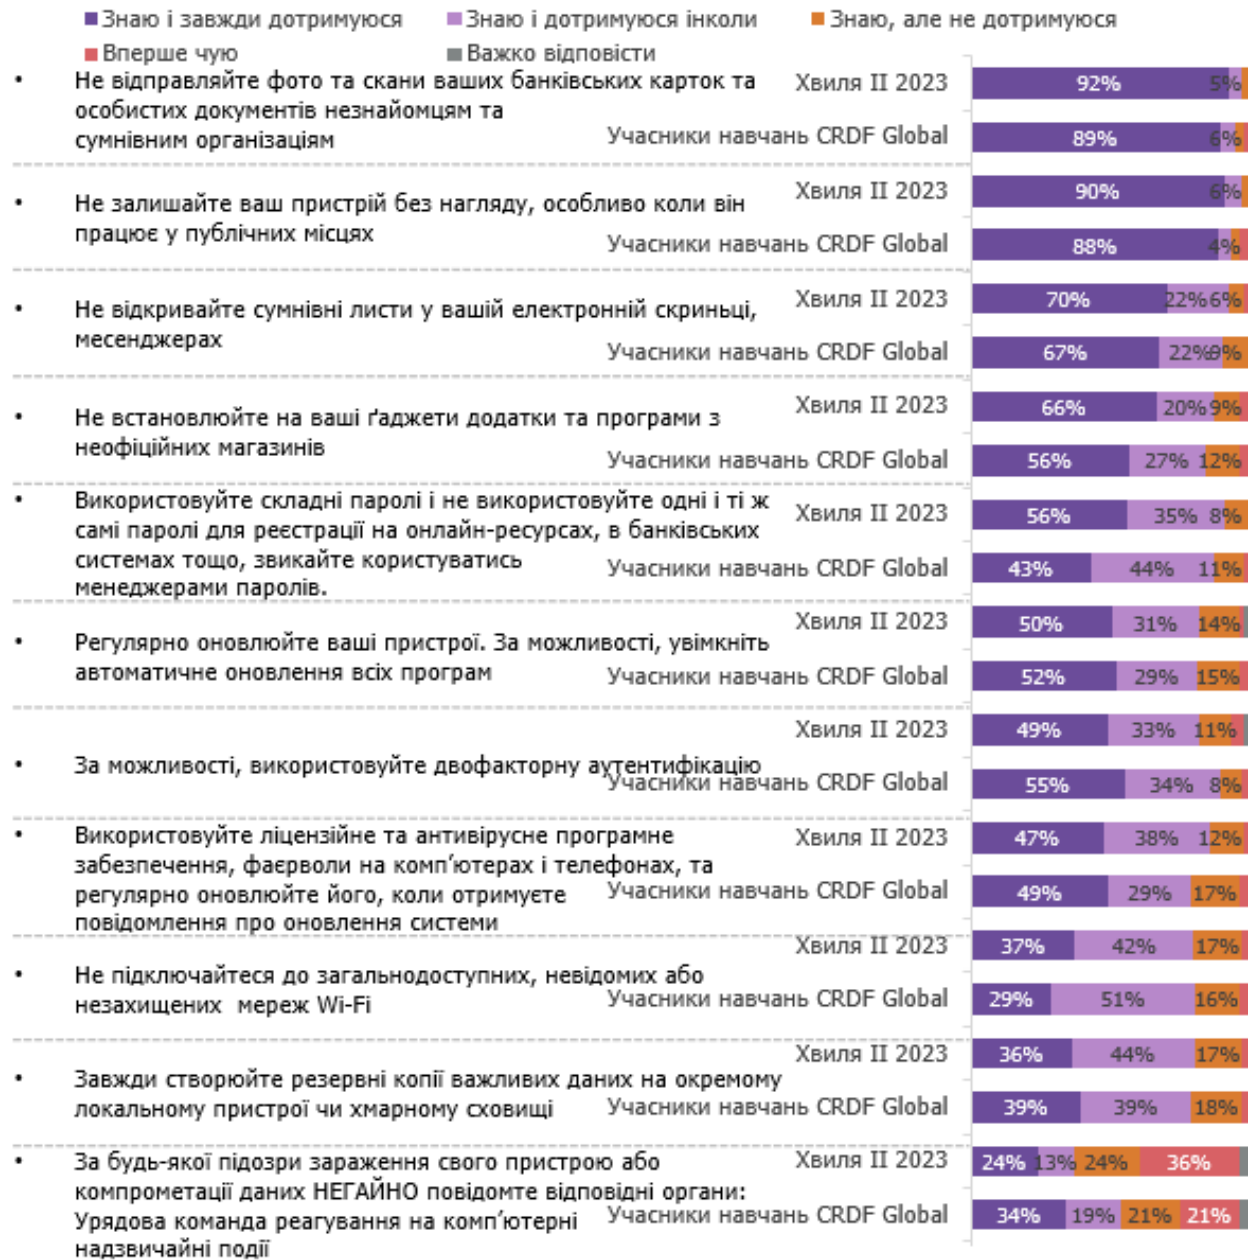 Знаю і завжди дотримуюся Знаю і дотримуюся інколи Знаю, але не дотримуюся
Вперше чую Важко відповісти
• Не відправляйте фото та скани ваших банківських карток та
особистих документів незнайомцям та
сумнівним організаціям
Хвиля II 2023 92% 5%
Учасники навчань CRDF Global 89% 6%
• Не залишайте ваш пристрій без нагляду, особливо коли він
працює у публічних місцях
Хвиля II 2023 90% 6%
Учасники навчань CRDF Global 88% 4%
• Не відкривайте сумнівні листи у вашій електронній скриньці,
месенджерах
Хвиля II 2023 70% 22% 6%
Учасники навчань CRDF Global 67% 22% 9%
• Не встановлюйте на ваші ґаджети додатки та програми з
неофіційних магазинів
Хвиля II 2023 66% 20% 9%
Учасники навчань CRDF Global 56% 27% 12%
• Використовуйте складні паролі і не використовуйте одні і ті ж
самі паролі для реєстрації на онлайн-ресурсах, в банківських
системах тощо, звикайте користуватись
менеджерами паролів.
Хвиля II 2023 56% 35% 8%
Учасники навчань CRDF Global 43% 44% 11%
• Регулярно оновлюйте ваші пристрої. За можливості, увімкніть
автоматичне оновлення всіх програм
Хвиля II 2023 50% 31% 14%
Учасники навчань CRDF Global 52% 29% 15%
• За можливості, використовуйте двофакторну аутентифікацію
Хвиля II 2023 49% 33% 11%
Учасники навчань CRDF Global 55% 34% 8%
• Використовуйте ліцензійне та антивірусне програмне
забезпечення, фаєрволи на комп'ютерах і телефонах, та
регулярно оновлюйте його, коли отримуєте
повідомлення про оновлення системи
Хвиля II 2023 47% 38% 12%
Учасники навчань CRDF Global 49% 29% 17%
• Не підключайтеся до загальнодоступних, невідомих або
незахищених мереж Wi-Fi
Хвиля II 2023 37% 42% 17%
Учасники навчань CRDF Global 29% 51% 16%
• Завжди створюйте резервні копії важливих даних на окремому
локальному пристрої чи хмарному сховищі
Хвиля II 2023 36% 44% 17%
Учасники навчань CRDF Global 39% 39% 18%
• За будь-якої підозри зараження свого пристрою або
компрометації даних НЕГАЙНО повідомте відповідні органи:
Урядова команда реагування на комп'ютерні
надзвичайні події
Хвиля II 2023 24% 13% 24% 36%
Учасники навчань CRDF Global 34% 19% 21% 21%